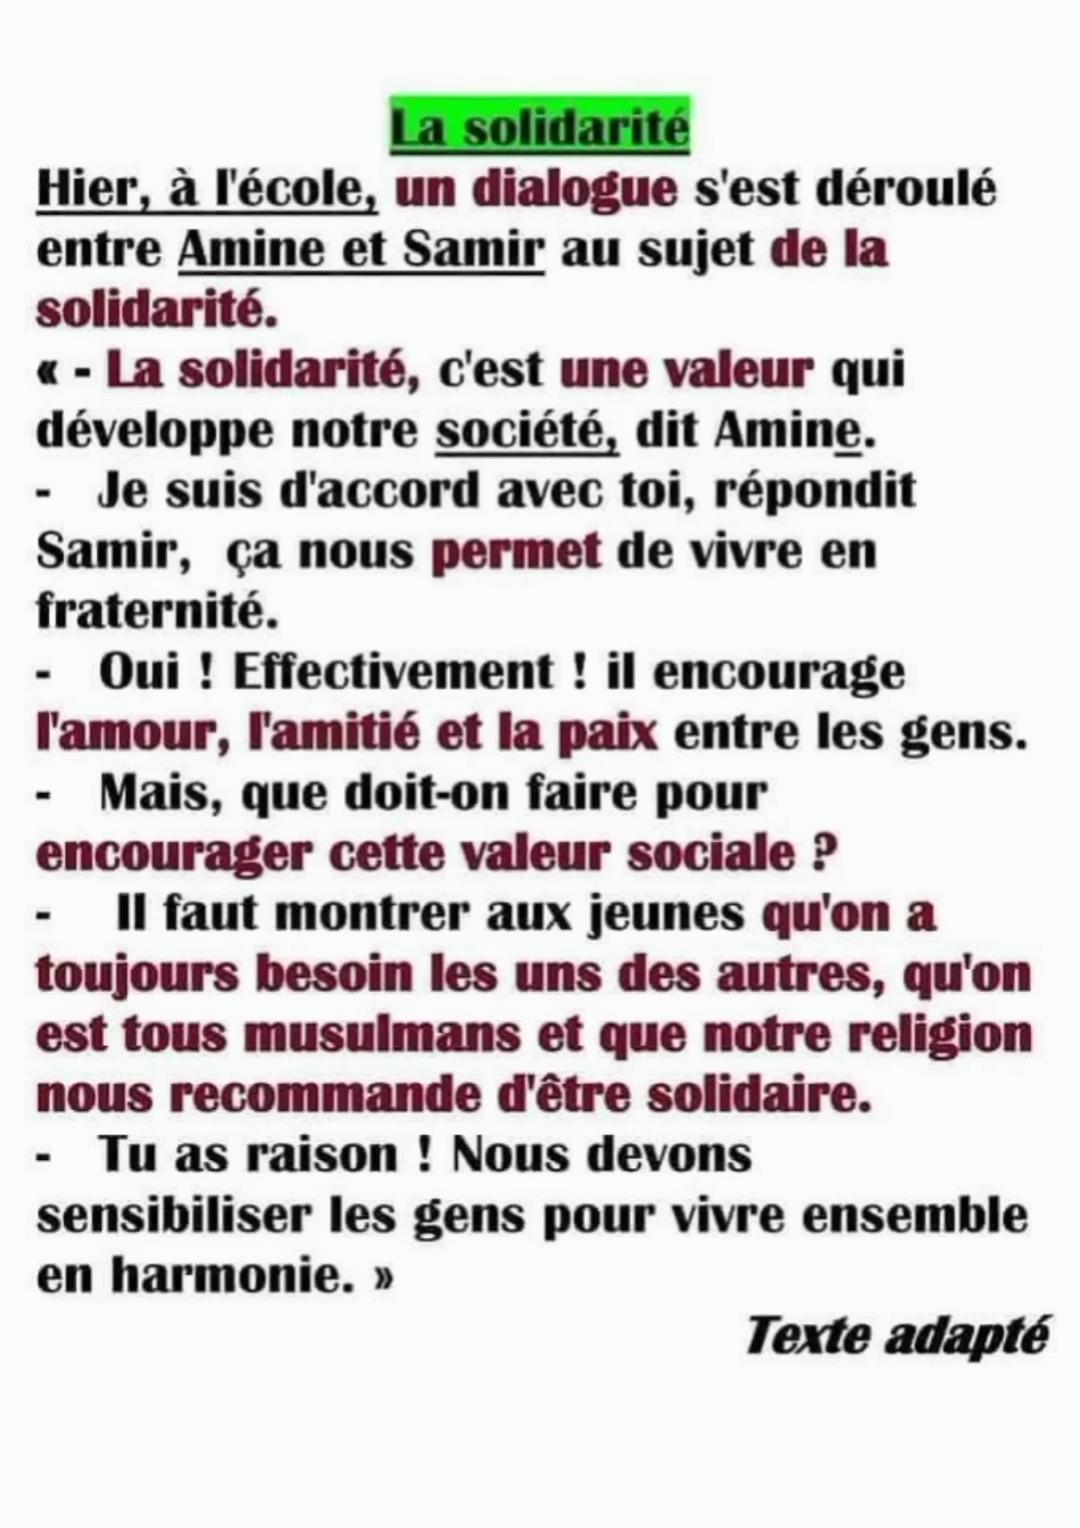 La solidarité
Hier, à l'école, un dialogue s'est déroulé
entre Amine et Samir au sujet de la
solidarité.
« - La solidarité, c'est une valeur qui
développe notre société, dit Amine.
- Je suis d'accord avec toi, répondit
Samir, ça nous permet de vivre en
fraternité.
- Oui ! Effectivement ! il encourage
l'amour, l'amitié et la paix entre les gens.
- Mais, que doit-on faire pour
encourager cette valeur sociale ?
- Il faut montrer aux jeunes qu'on a
toujours besoin les uns des autres, qu'on
est tous musulmans et que notre religion
nous recommande d'être solidaire.
- Tu as raison ! Nous devons
sensibiliser les gens pour vivre ensemble
en harmonie. »
Texte adapté